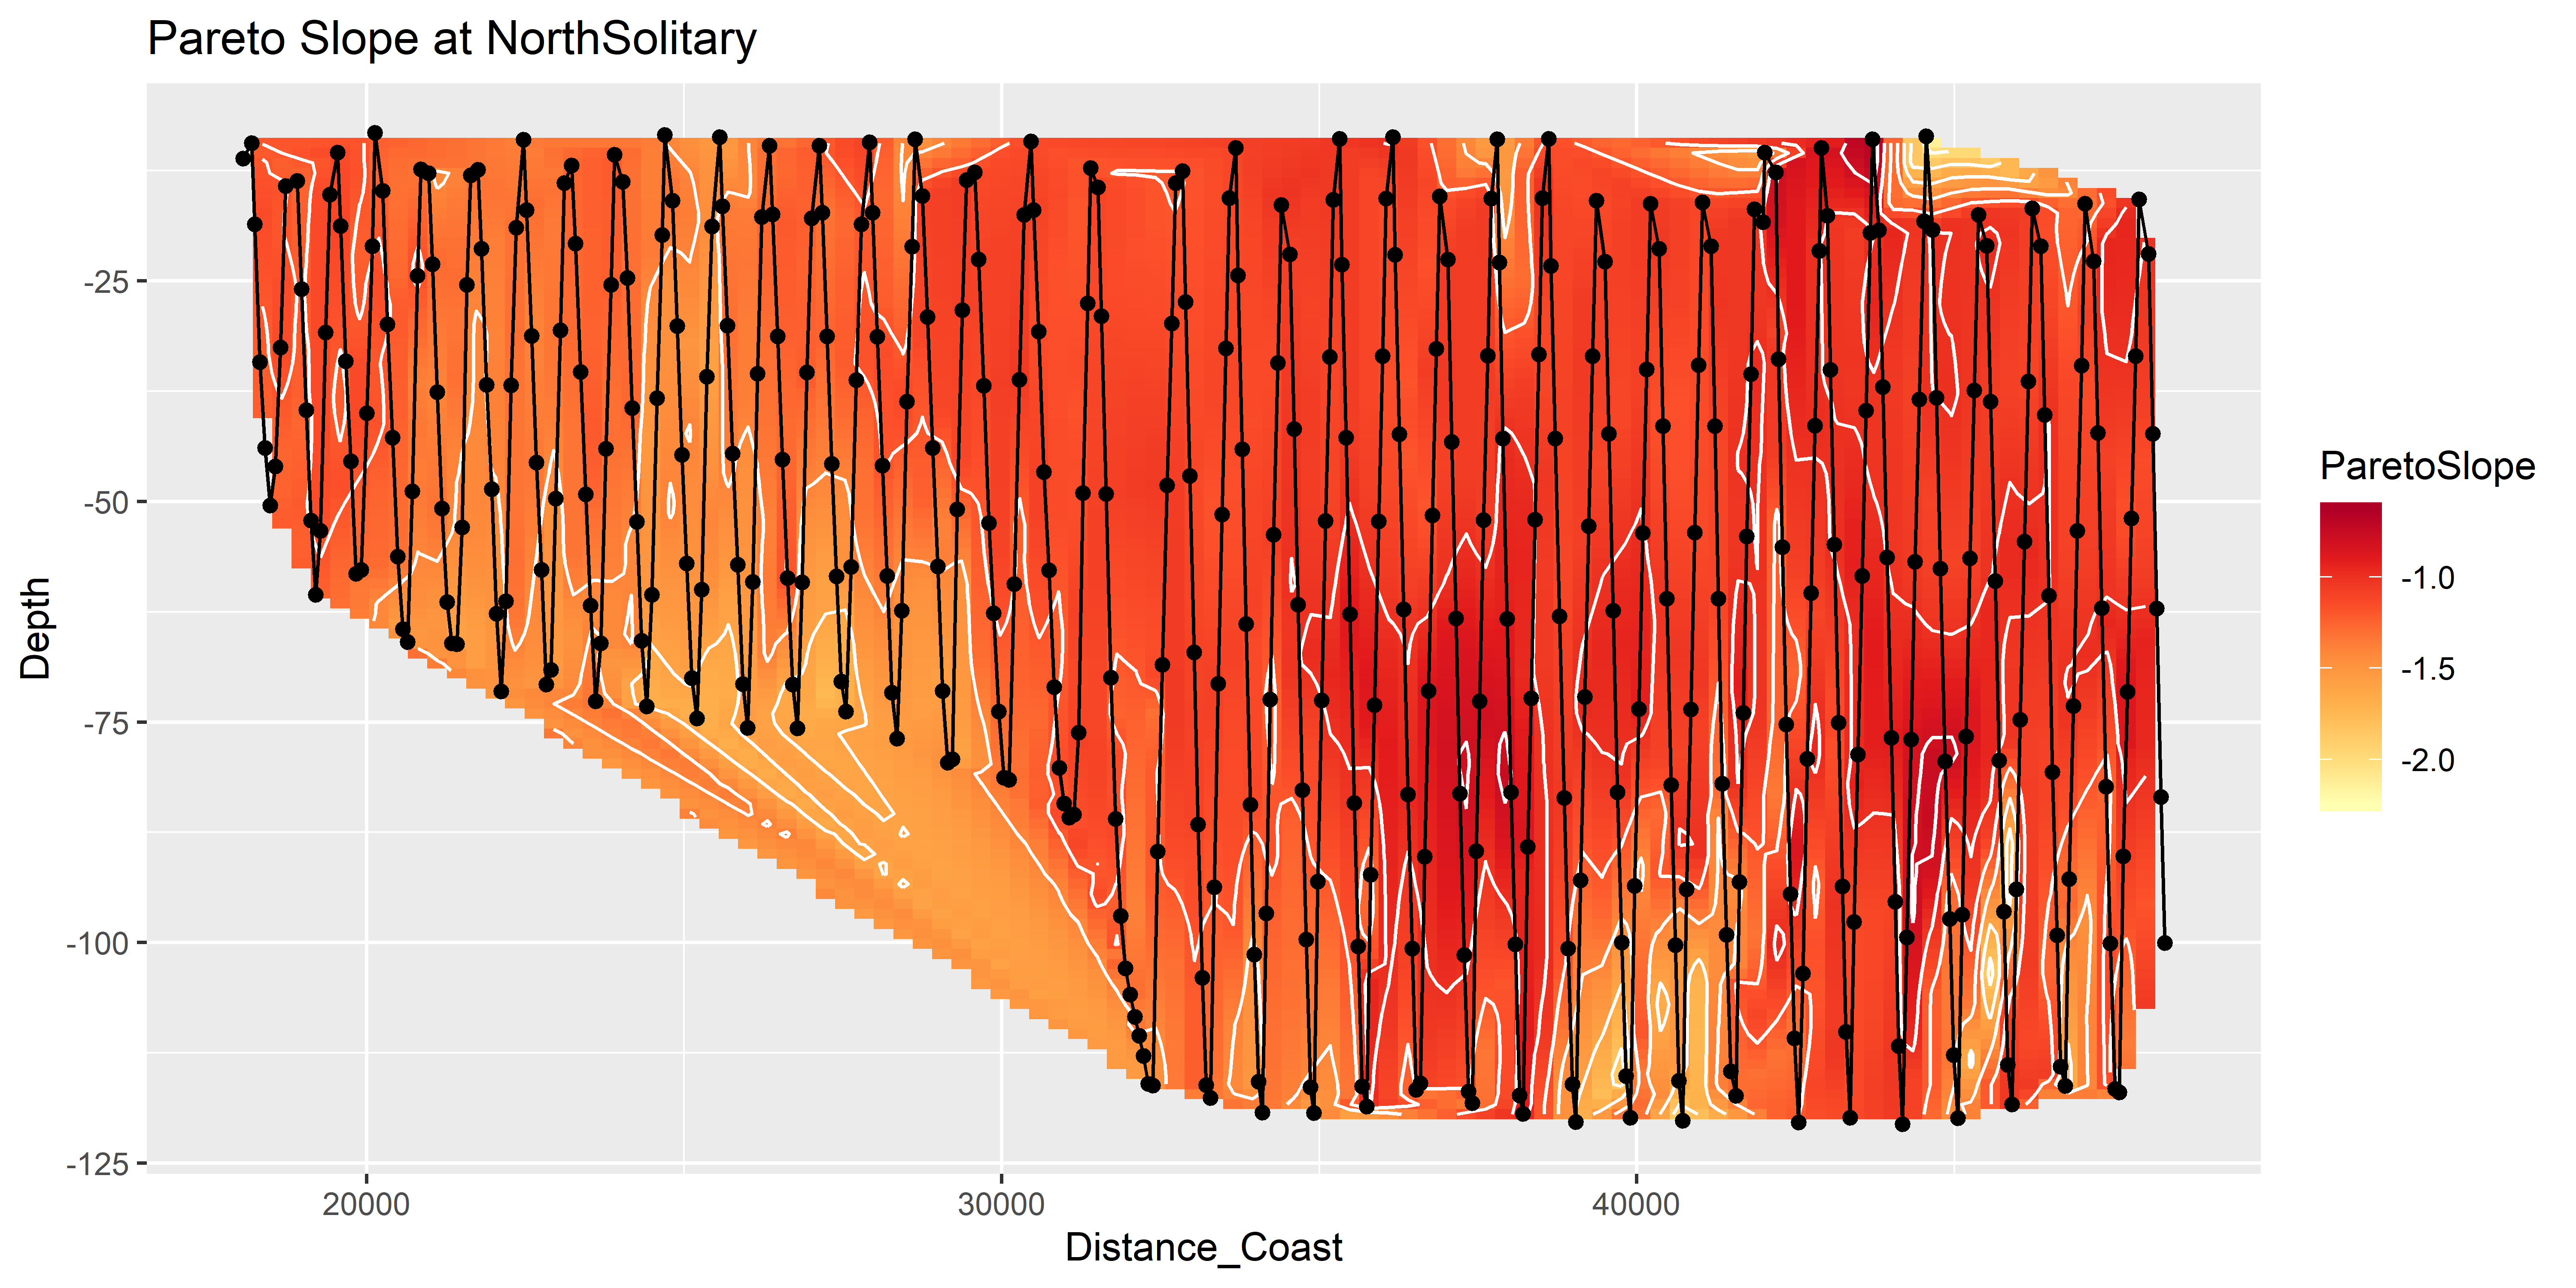 Pareto Slope at NorthSolitary
Depth
-25
-50
-75
-100
-125
20000
30000
40000
Distance_Coast
ParetoSlope
-1.0
-1.5
-2.0